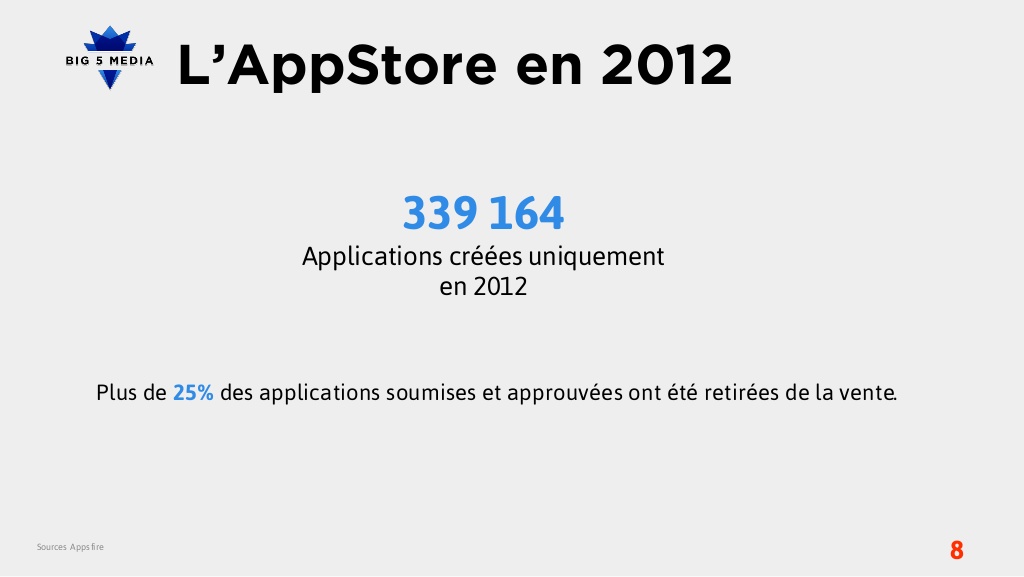 BIG 5 MEDIA
L’AppStore en 2012
339 164
Applications créées uniquement
en 2012
Plus de 25% des applications soumises et approuvées ont été retirées de la vente.
Sources Appsfire
8